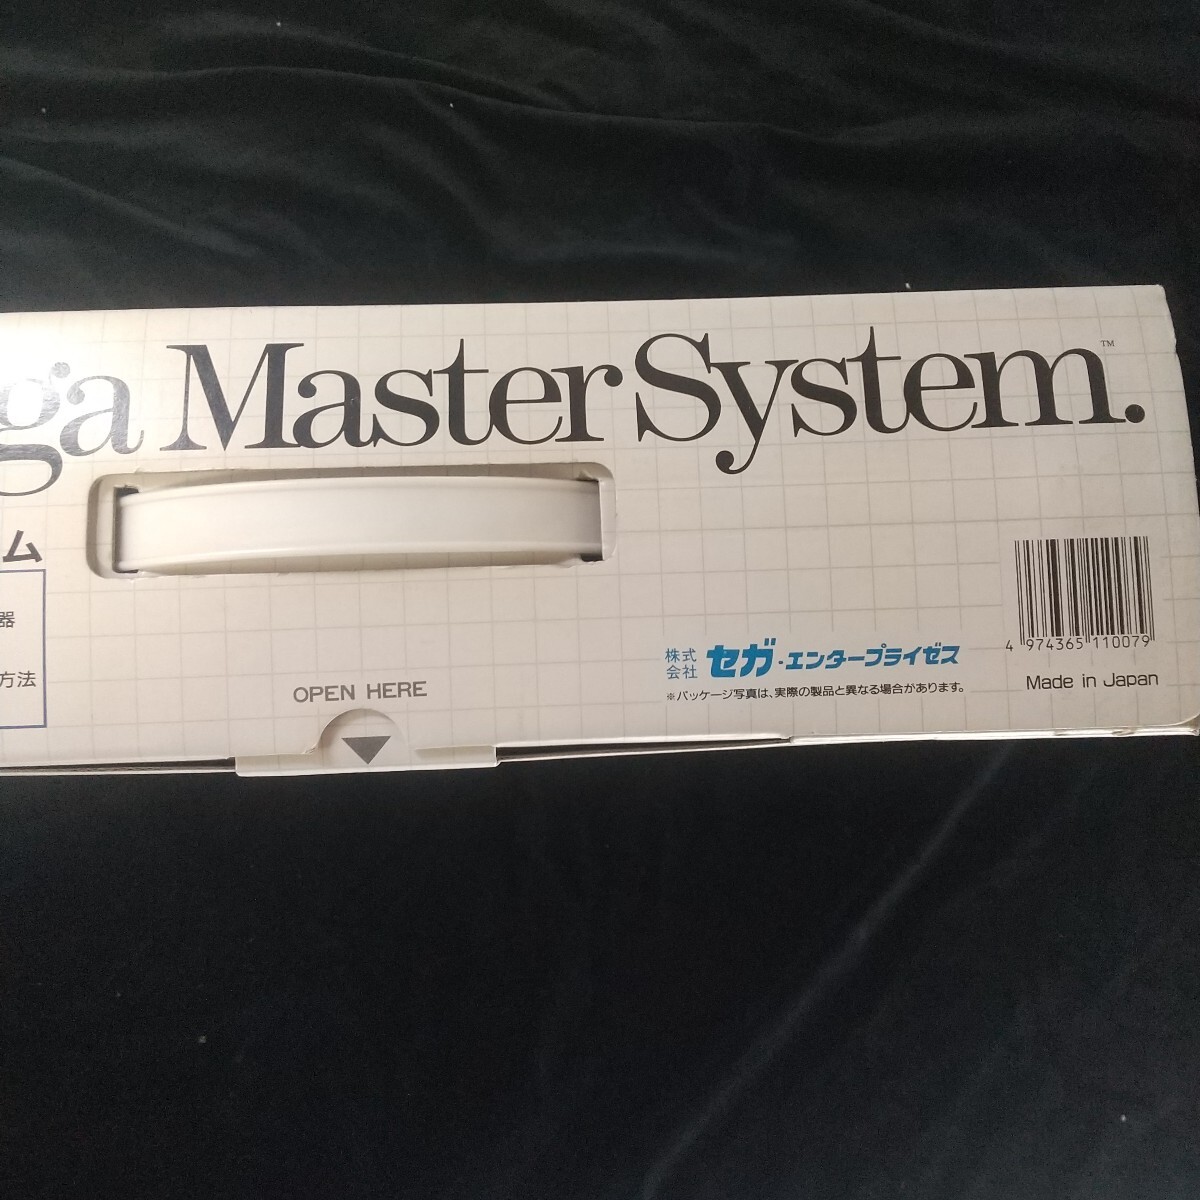 ga Master System.™
ム
器
方法
OPEN HERE
株式会社 セガ・エンタープライゼス
※パッケージ写真は、実際の製品と異なる場合があります。
4 974365 110079
Made in Japan